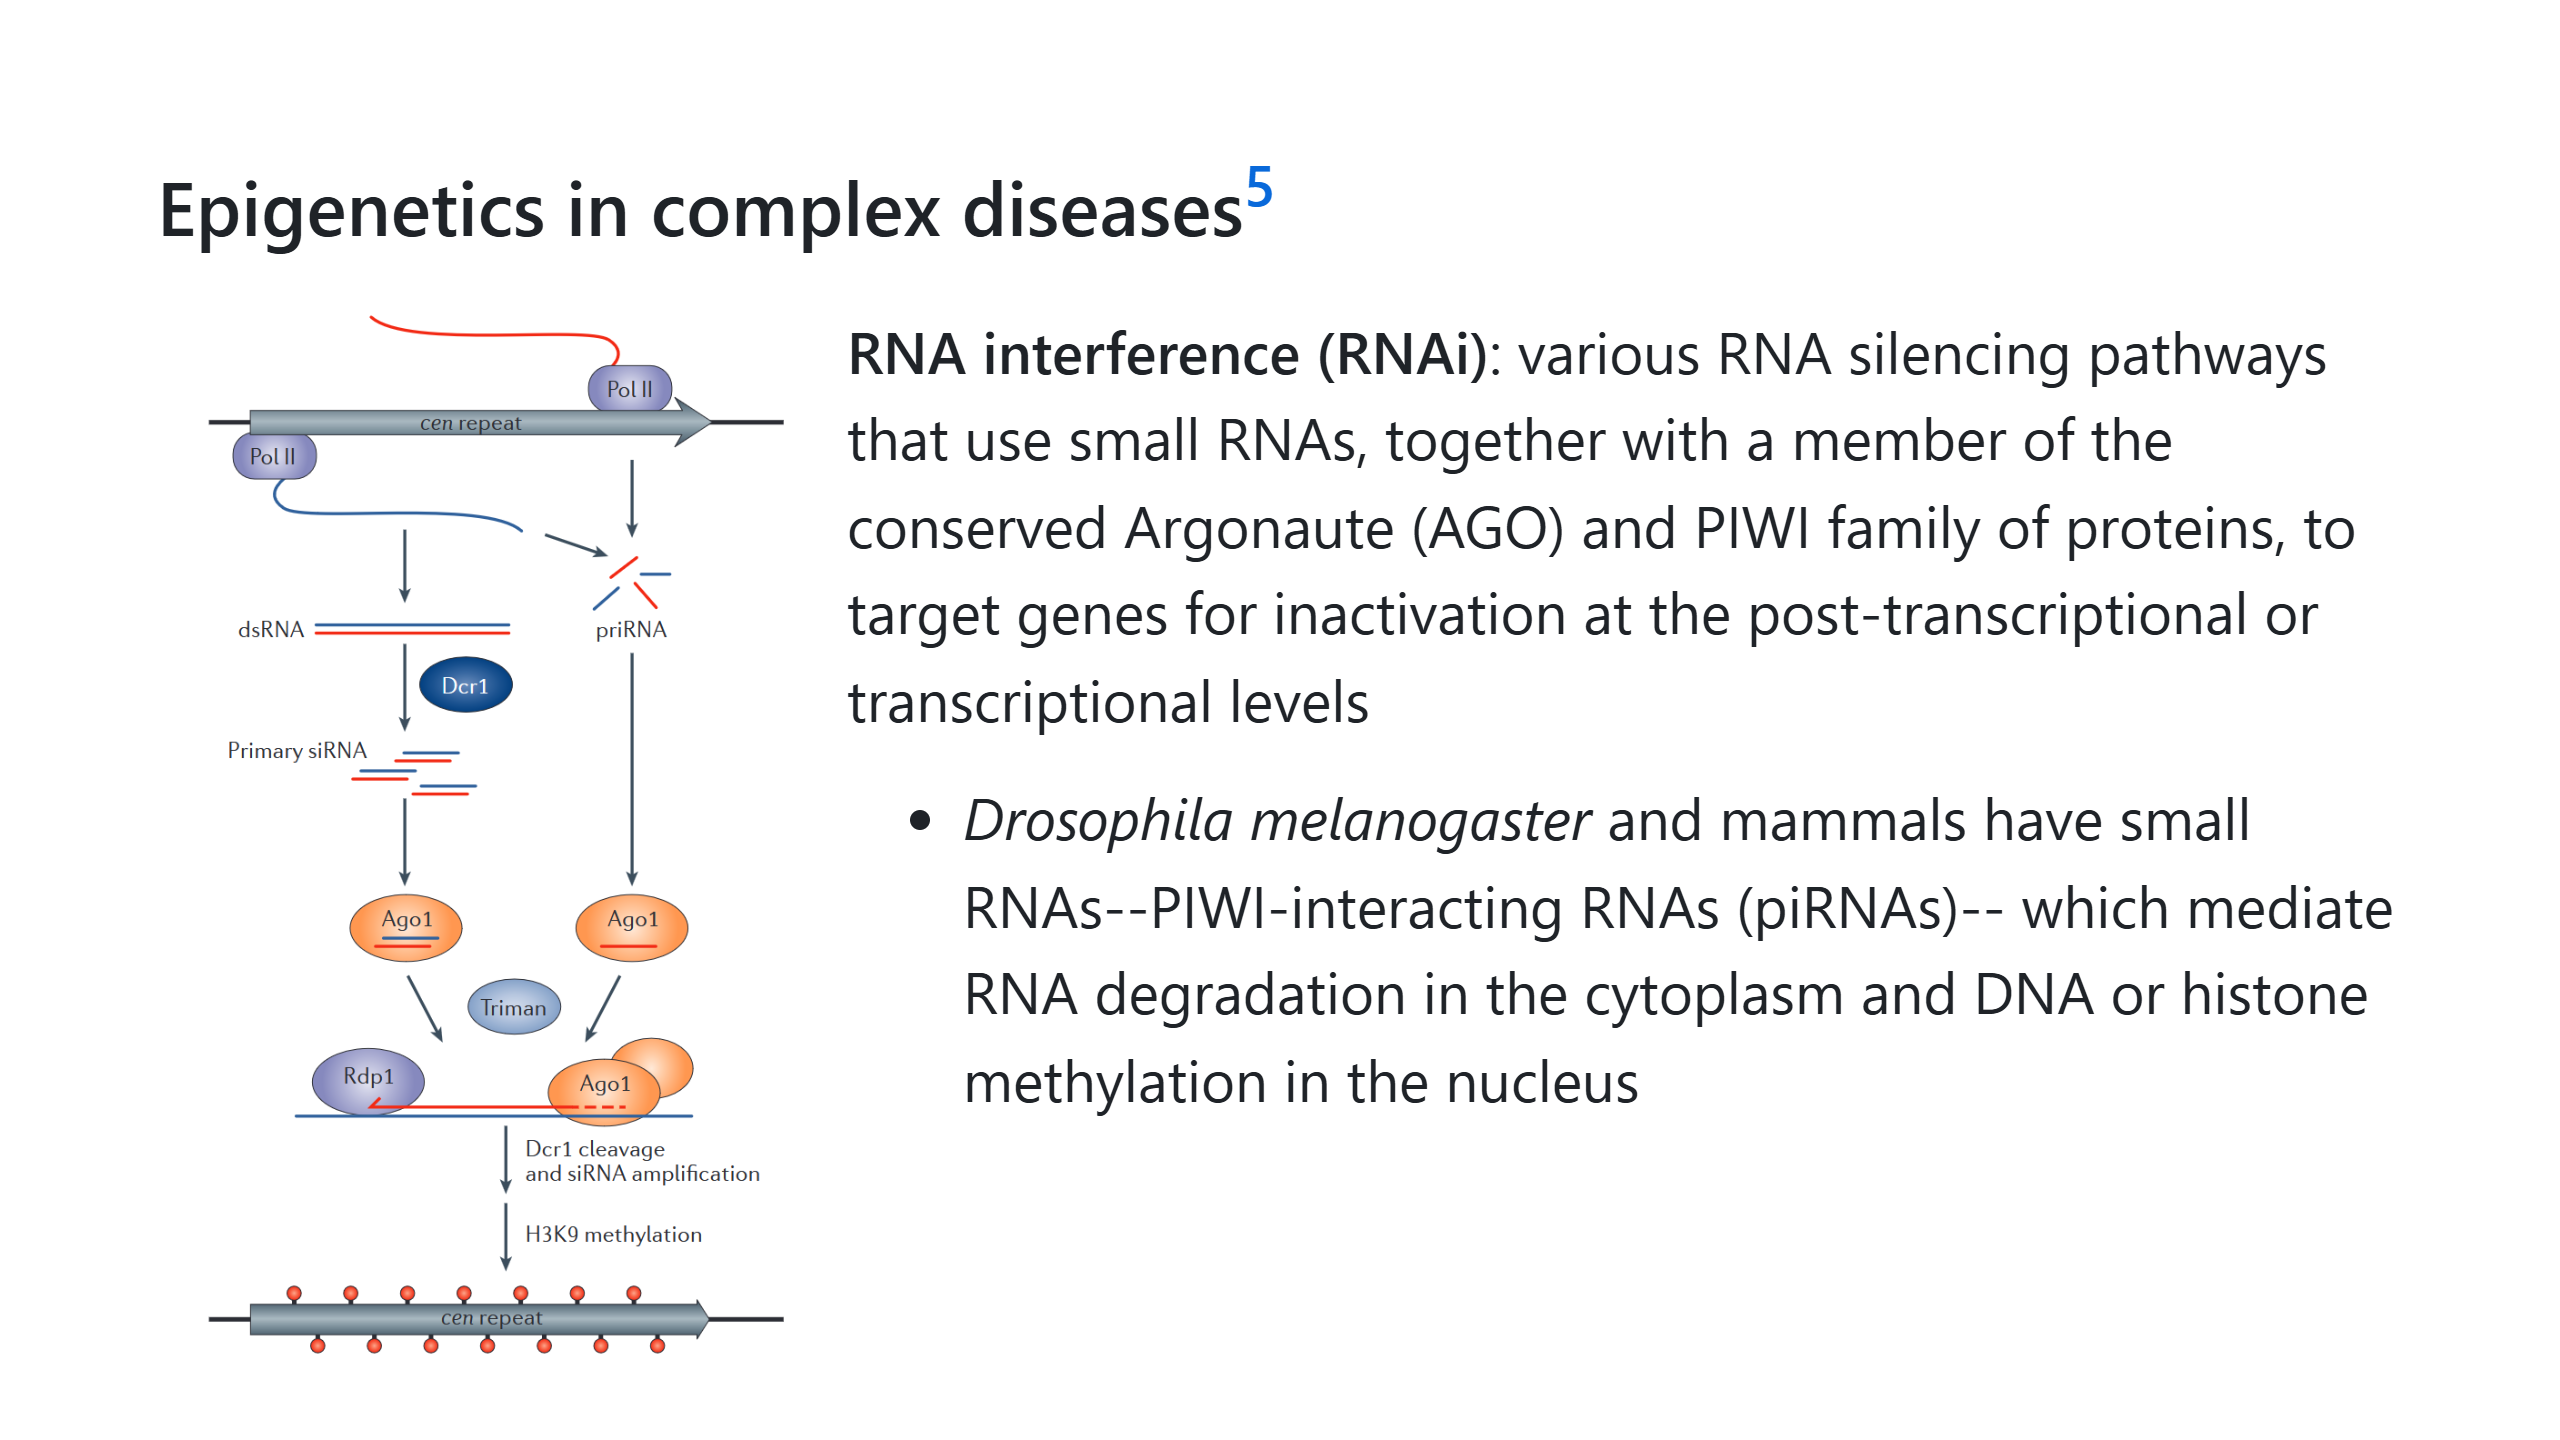 Epigenetics in complex diseases5
Pol II
cen repeat
Pol II
dsRNA
priRNA
Dcr1
Primary siRNA
Ago1
Ago1
Triman
Rdp1
Ago1
Dcr1 cleavage
and siRNA amplification
H3K9 methylation
cen repeat
RNA interference (RNAi): various RNA silencing pathways
that use small RNAs, together with a member of the
conserved Argonaute (AGO) and PIWI family of proteins, to
target genes for inactivation at the post-transcriptional or
transcriptional levels
• Drosophila melanogaster and mammals have small
RNAs--PIWI-interacting RNAs (piRNAs)-- which mediate
RNA degradation in the cytoplasm and DNA or histone
methylation in the nucleus